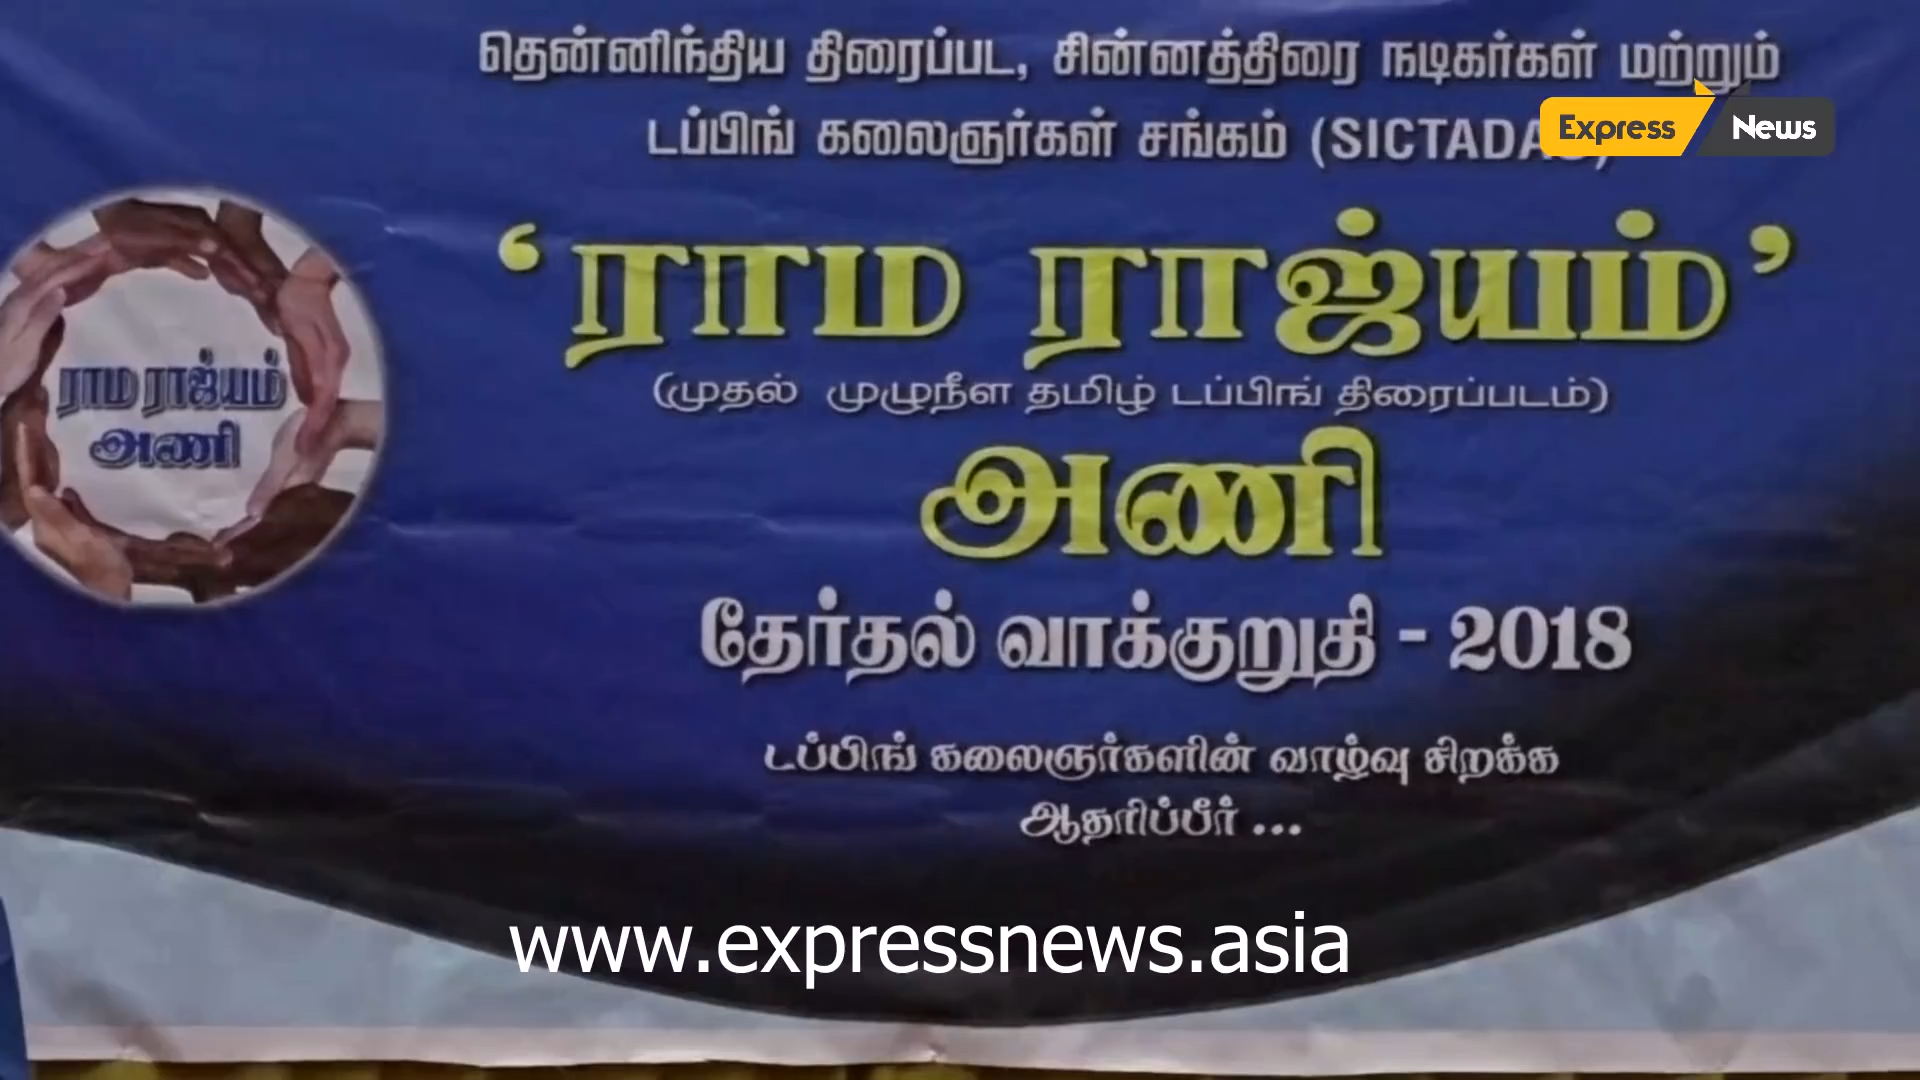 தென்னிந்திய திரைப்பட, சின்னத்திரை நடிகர்கள் மற்றும்
டப்பிங் கலைஞர்கள் சங்கம்
Express News
‘ராம ராஜ்யம்’
(முதல் முழுநீள தமிழ் டப்பிங் திரைப்படம்)
ராம ராஜ்யம்
அணி
அணி
தேர்தல் வாக்குறுதி - 2018
டப்பிங் கலைஞர்களின் வாழ்வு சிறக்க
ஆதரிப்பீர் ...
www.expressnews.asia